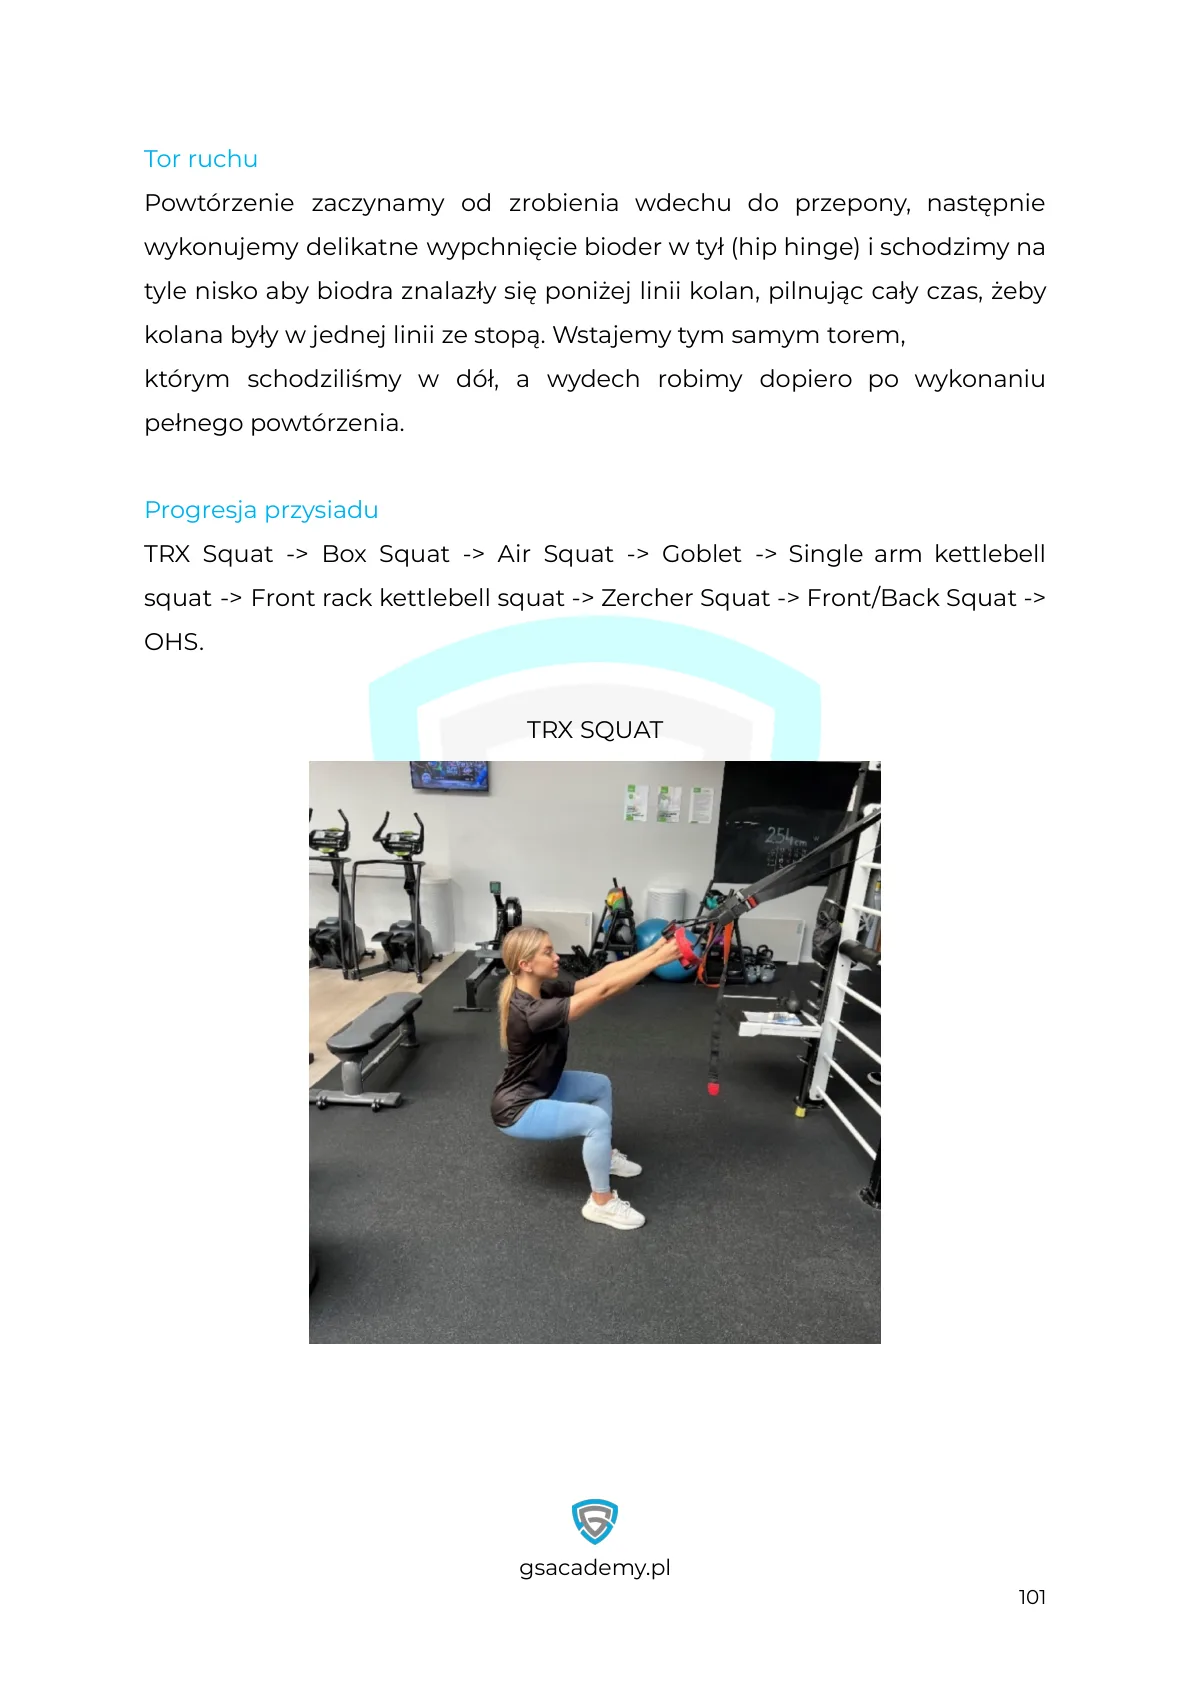 Tor ruchu
Powtórzenie zaczynamy od zrobienia wdechu do przepony, następnie
wykonujemy delikatne wypchnięcie bioder w tył (hip hinge) i schodzimy na
tyle nisko aby biodra znalazły się poniżej linii kolan, pilnując cały czas, żeby
kolana były w jednej linii ze stopą. Wstajemy tym samym torem,
którym schodziliśmy w dół, a wydech robimy dopiero po wykonaniu
pełnego powtórzenia.
Progresja przysiadu
TRX Squat -> Box Squat -> Air Squat -> Goblet -> Single arm kettlebell
squat -> Front rack kettlebell squat -> Zercher Squat -> Front/Back Squat ->
OHS.
TRX SQUAT
254cm
gsacademy.pl
101